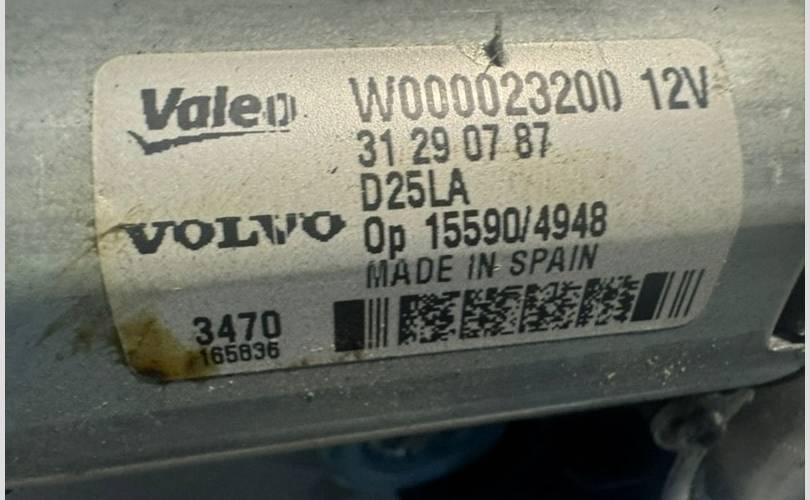 Valeo W000023200 12V
31 29 07 87
D25LA
VOLVO Op 15590/4948
MADE IN SPAIN
3470
165836